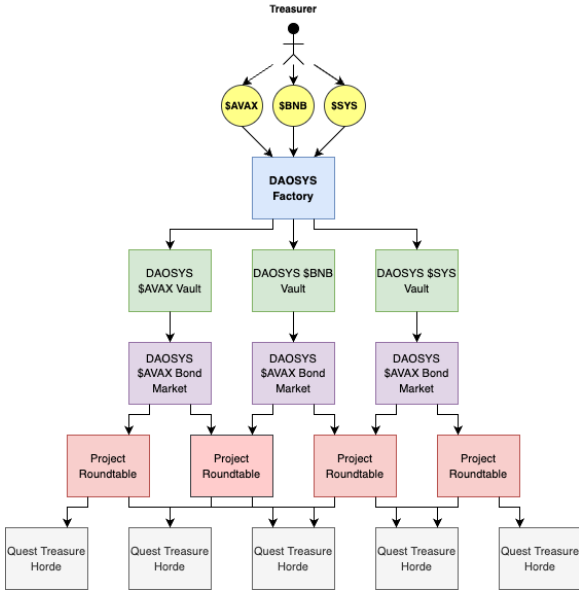 Treasurer
$AVAX
$BNB
$SYS
DAOSYS
Factory
DAOSYS
$AVAX Vault
DAOSYS $BNB
Vault
DAOSYS $SYS
Vault
DAOSYS
$AVAX Bond
Market
DAOSYS
$AVAX Bond
Market
DAOSYS
$AVAX Bond
Market
Project
Roundtable
Project
Roundtable
Project
Roundtable
Project
Roundtable
Quest Treasure
Horde
Quest Treasure
Horde
Quest Treasure
Horde
Quest Treasure
Horde
Quest Treasure
Horde